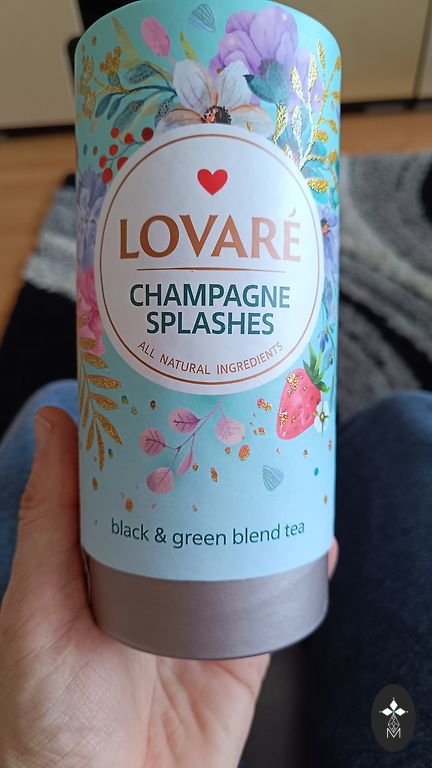 LOVARÉ
CHAMPAGNE
SPLASHES
ALL NATURAL INGREDIENTS
black & green blend tea
M